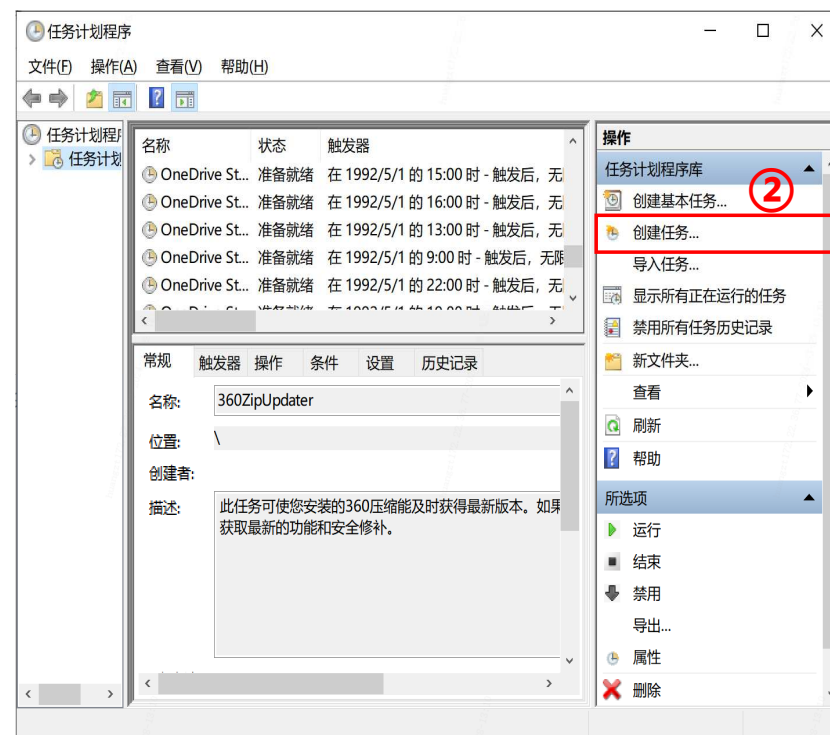 任务计划程序
文件(F) 操作(A) 查看(V) 帮助(H)
任务计划程
任务计划
名称 状态 触发器
OneDrive St... 准备就绪 在 1992/5/1 的 15:00 时 - 触发后，无
OneDrive St... 准备就绪 在 1992/5/1 的 16:00 时 - 触发后，无
OneDrive St... 准备就绪 在 1992/5/1 的 13:00 时 - 触发后，无
OneDrive St... 准备就绪 在 1992/5/1 的 9:00 时 - 触发后，无限
OneDrive St... 准备就绪 在 1992/5/1 的 22:00 时 - 触发后，无
常规 触发器 操作 条件 设置 历史记录
名称: 360ZipUpdater
位置: \
创建者:
描述: 此任务可使您安装的360压缩能及时获得最新版本。如果
获取最新的功能和安全修补。
操作
任务计划程序库
创建基本任务...
②
创建任务...
导入任务...
显示所有正在运行的任务
禁用所有任务历史记录
新文件夹...
查看
刷新
帮助
所选项
运行
结束
禁用
导出...
属性
删除